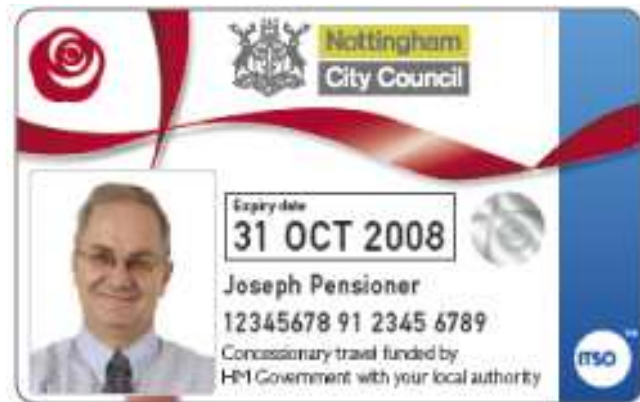 Nottingham
City Council
Expiry date
31 OCT 2008
Joseph Pensioner
12345678 91 2345 6789
Concessionary travel funded by
HM Government with your local authority
ITSO